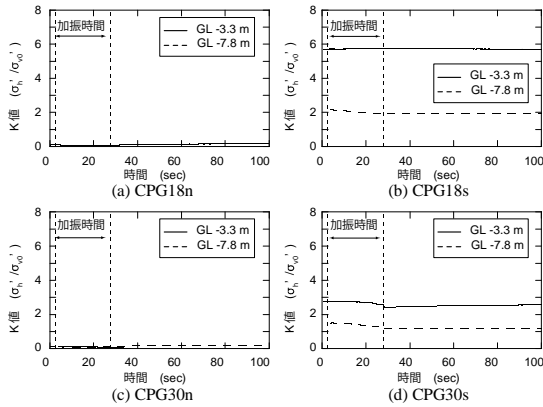 8
6
4
2
0
K値 (σh'/σv0')
加振時間
GL -3.3 m
GL -7.8 m
0 20 40 60 80 100
時間 (sec)
(a) CPG18n
8
6
4
2
0
K値 (σh'/σv0')
加振時間
GL -3.3 m
GL -7.8 m
0 20 40 60 80 100
時間 (sec)
(b) CPG18s
8
6
4
2
0
K値 (σh'/σv0')
加振時間
GL -3.3 m
GL -7.8 m
0 20 40 60 80 100
時間 (sec)
(c) CPG30n
8
6
4
2
0
K値 (σh'/σv0')
加振時間
GL -3.3 m
GL -7.8 m
0 20 40 60 80 100
時間 (sec)
(d) CPG30s